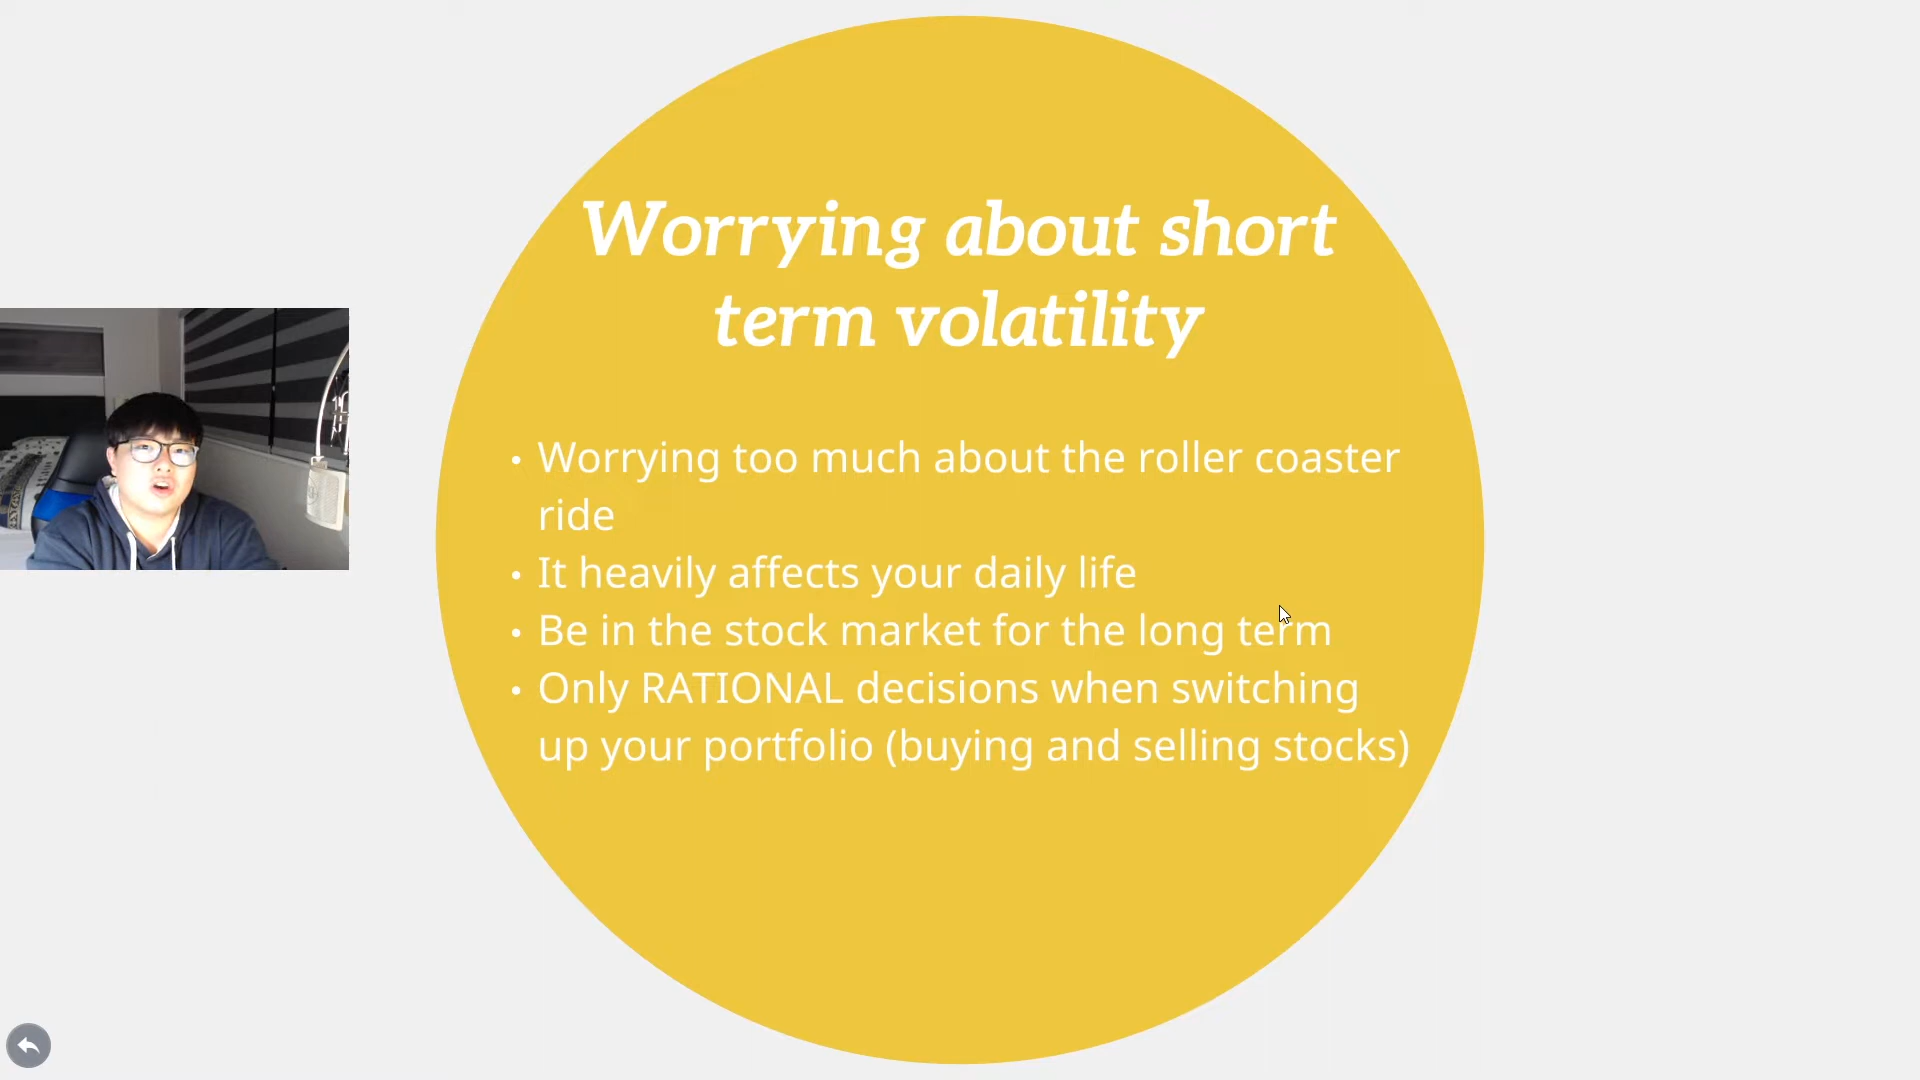 Worrying about short
term volatility
• Worrying too much about the roller coaster
ride
• It heavily affects your daily life
• Be in the stock market for the long term
• Only RATIONAL decisions when switching
up your portfolio (buying and selling stocks)